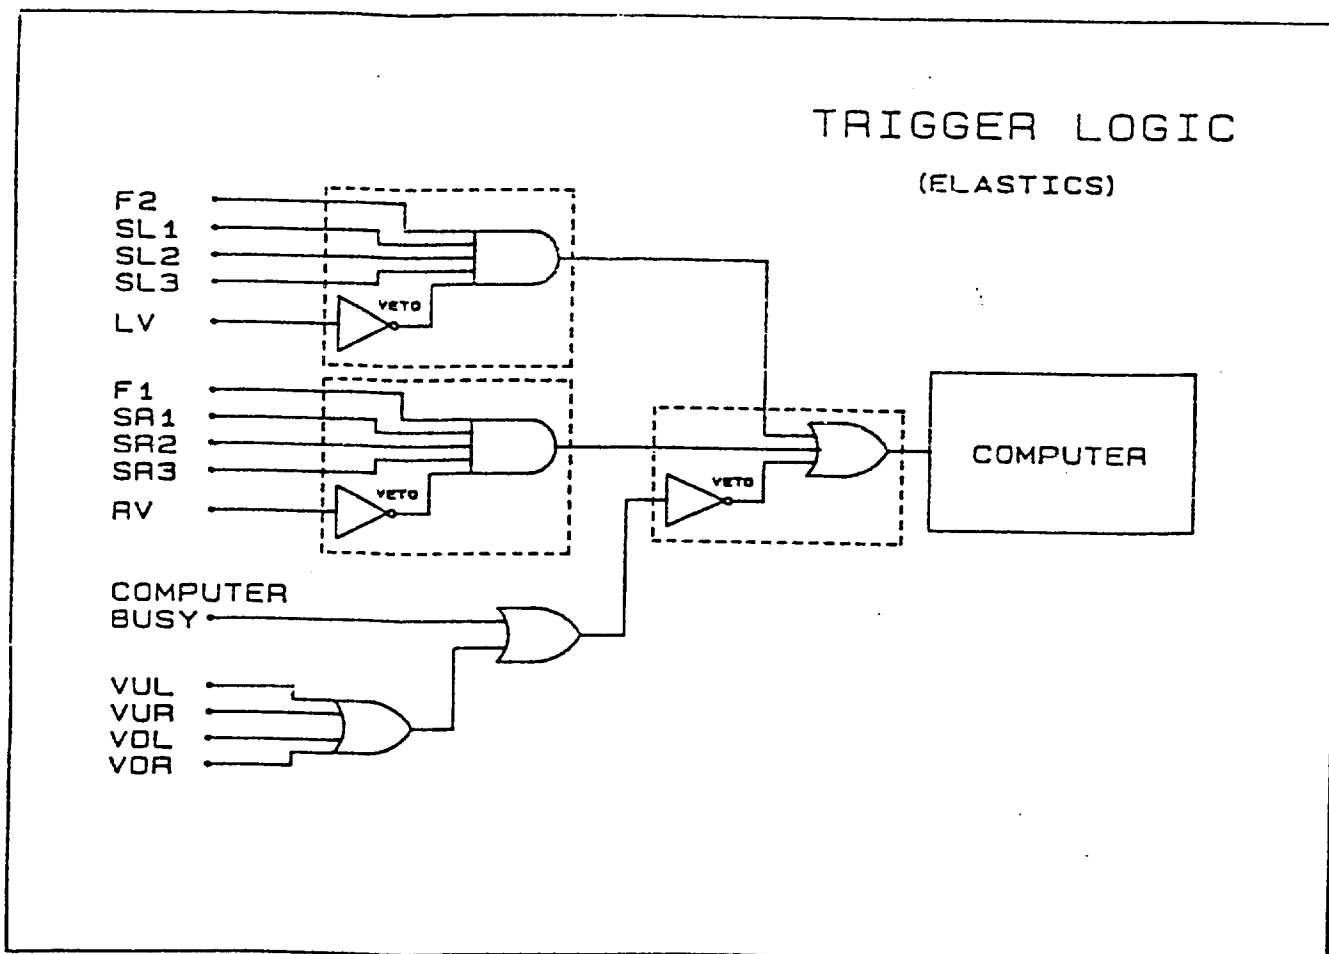 TRIGGER LOGIC
(ELASTICS)
F2
SL1
SL2
SL3
LV
VETO
F1
SR1
SR2
SR3
RV
VETO
VETO
COMPUTER
COMPUTER
BUSY
VUL
VUR
VOL
VOR